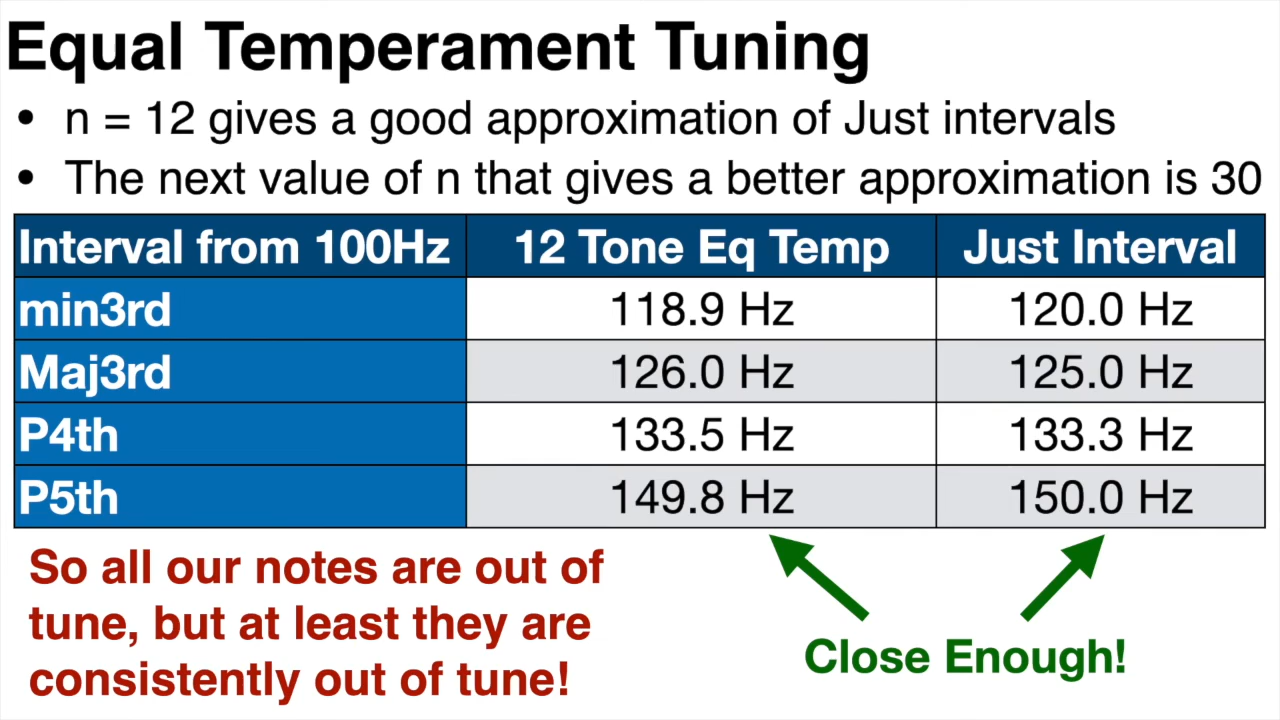 Equal Temperament Tuning
• n = 12 gives a good approximation of Just intervals
• The next value of n that gives a better approximation is 30
Interval from 100Hz 12 Tone Eq Temp Just Interval
min3rd 118.9 Hz 120.0 Hz
Maj3rd 126.0 Hz 125.0 Hz
P4th 133.5 Hz 133.3 Hz
P5th 149.8 Hz 150.0 Hz
So all our notes are out of
tune, but at least they are
consistently out of tune!
Close Enough!